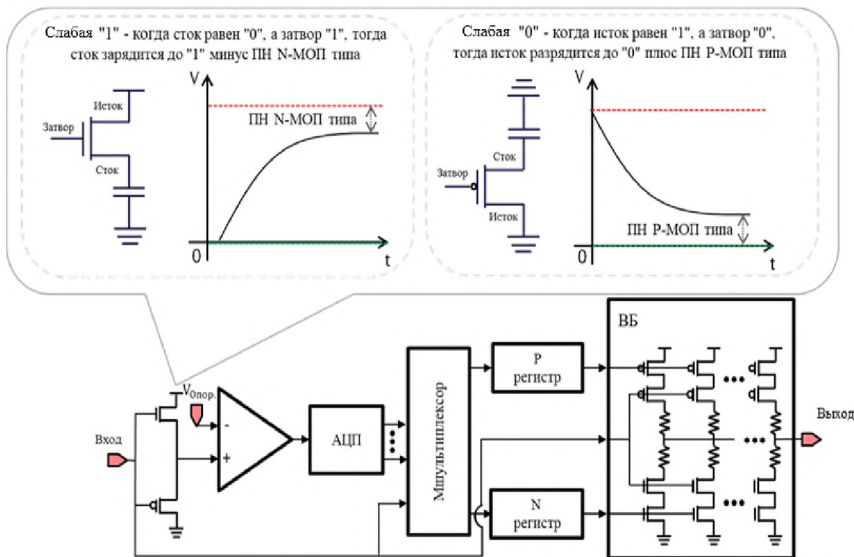 Слабая "1" - когда сток равен "0", а затвор "1", тогда
сток зарядится до "1" минус ПН N-МОП типа
Исток
Затвор
Сток
V
ПН N-МОП типа
0
t
Слабая "0" - когда исток равен "1", а затвор "0",
тогда исток разрядится до "0" плюс ПН Р-МОП типа
Сток
Затвор
Исток
V
ПН Р-МОП типа
0
t
Вход
VОпор.
-
+
АЦП
Мшультиплексор
P
регистр
N
регистр
ВБ
Выход